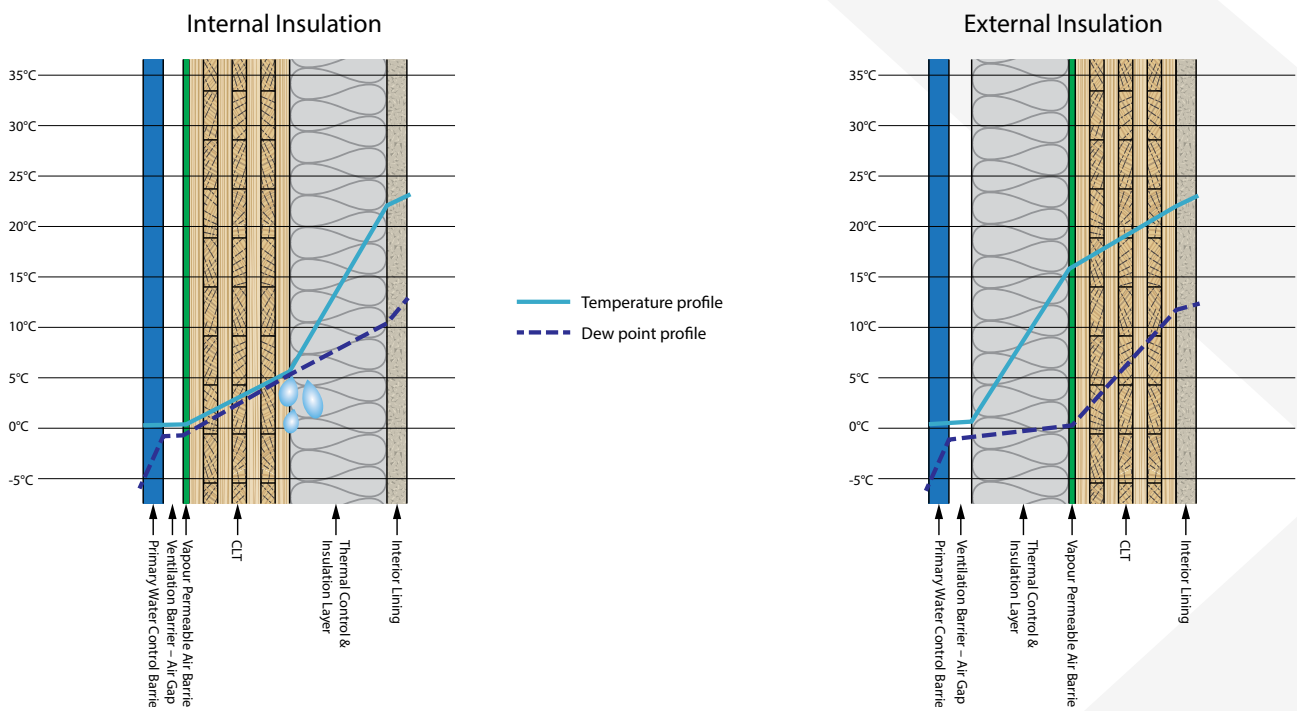 Internal Insulation
35°C
30°C
25°C
20°C
15°C
10°C
5°C
0°C
-5°C
Primary Water Control Barrie
Ventilation Barrier – Air Gap
Vapour Permeable Air Barrie
CLT
Thermal Control &
Insulation Layer
Interior Lining
Temperature profile
Dew point profile
External Insulation
35°C
30°C
25°C
20°C
15°C
10°C
5°C
0°C
-5°C
Primary Water Control Barrie
Ventilation Barrier – Air Gap
Thermal Control &
Insulation Layer
Vapour Permeable Air Barrie
CLT
Interior Lining